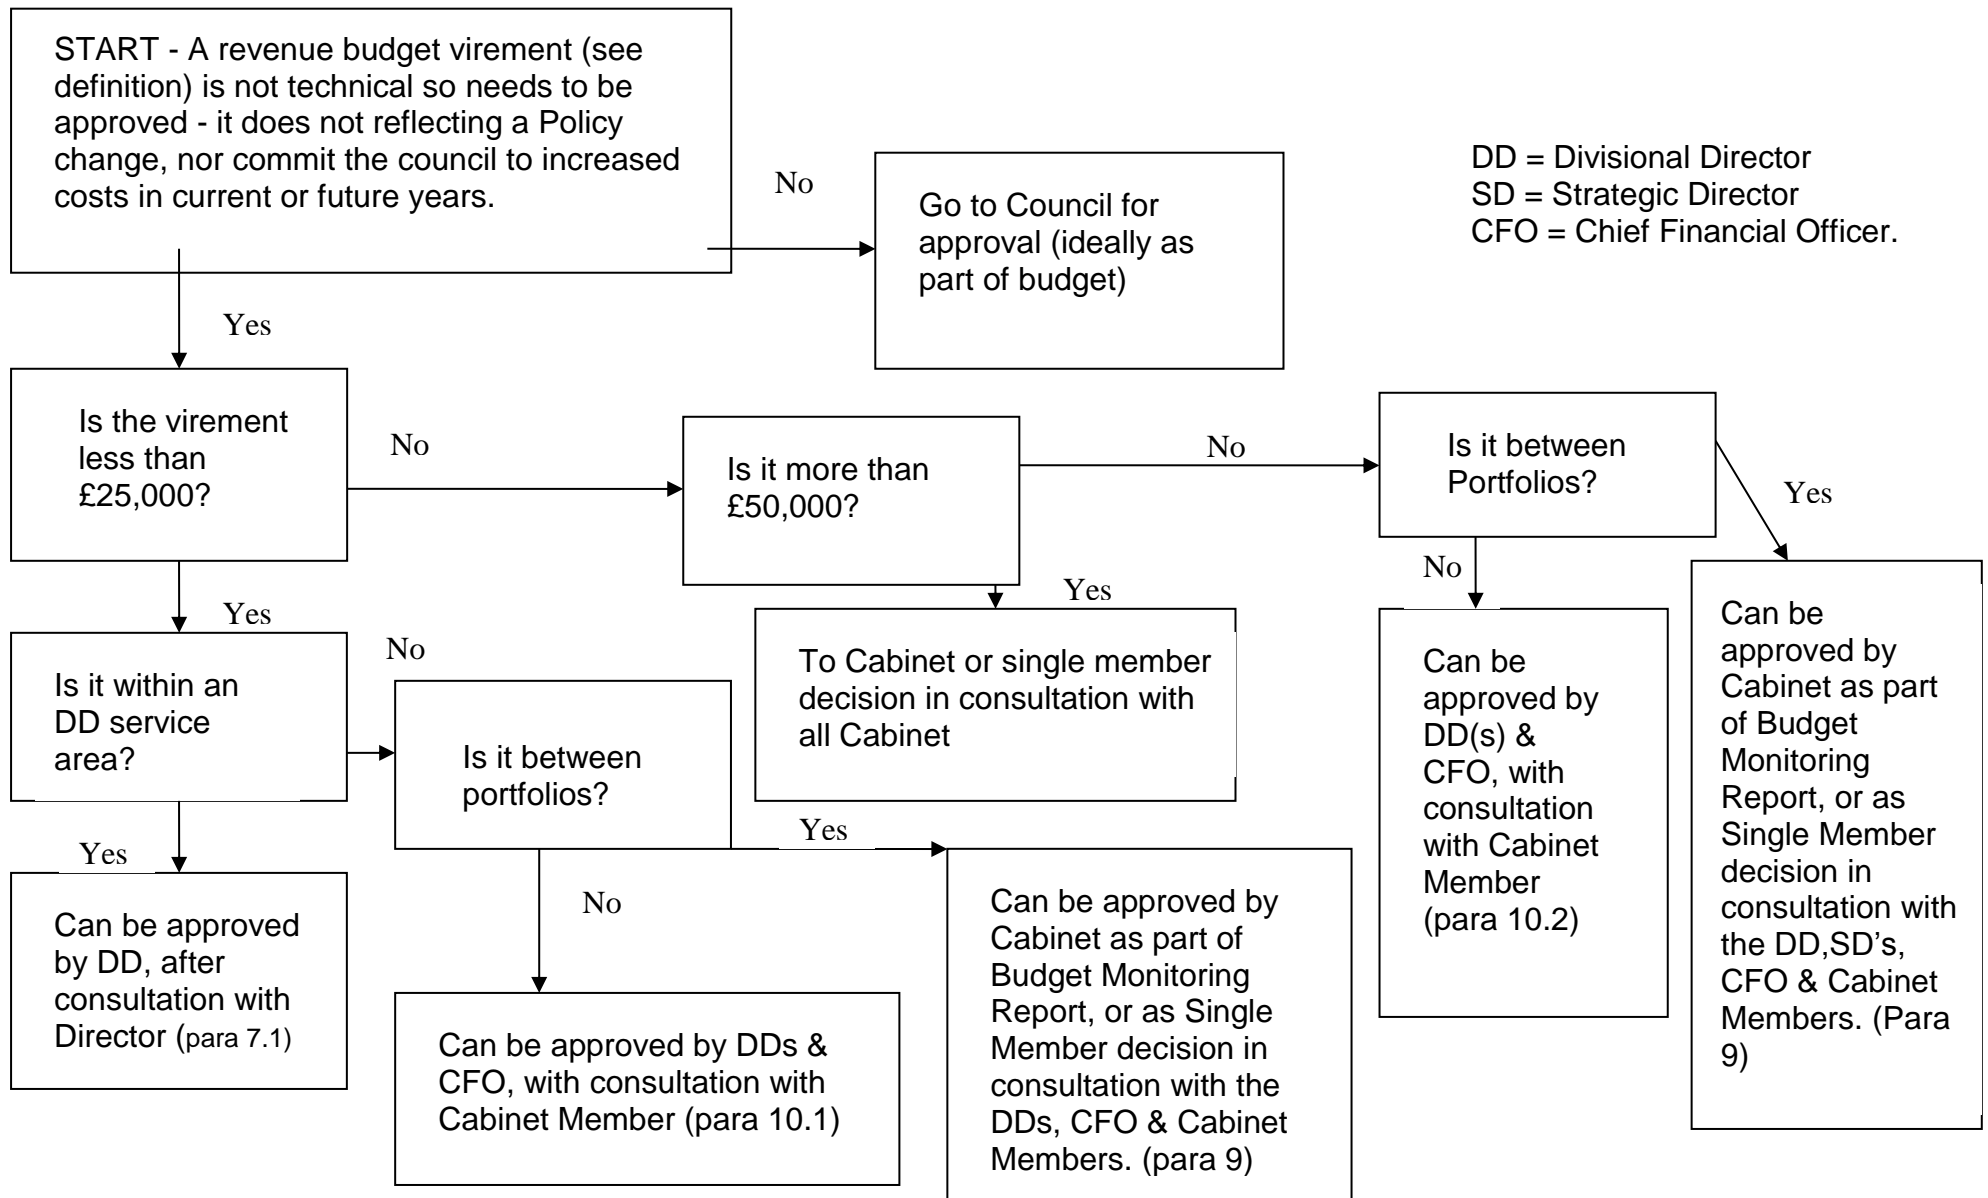 START - A revenue budget virement (see
definition) is not technical so needs to be
approved - it does not reflecting a Policy
change, nor commit the council to increased
costs in current or future years.
No
Go to Council for
approval (ideally as
part of budget)
DD = Divisional Director
SD = Strategic Director
CFO = Chief Financial Officer.
Yes
Is the virement
less than
£25,000?
No
Is it more than
£50,000?
No
Is it between
Portfolios?
Yes
Yes
Is it within an
DD service
area?
No
Is it between
portfolios?
Yes
To Cabinet or single member
decision in consultation with
all Cabinet
No
Can be
approved by
DD(s) &
CFO, with
consultation
with Cabinet
Member
(para 10.2)
Can be
approved by
Cabinet as part
of Budget
Monitoring
Report, or as
Single Member
decision in
consultation with
the DD,SD’s,
CFO & Cabinet
Members. (Para
9)
Yes
Can be approved
by DD, after
consultation with
Director (para 7.1)
No
Can be approved by DDs &
CFO, with consultation with
Cabinet Member (para 10.1)
Yes
Can be approved by
Cabinet as part of
Budget Monitoring
Report, or as Single
Member decision in
consultation with the
DDs, CFO & Cabinet
Members. (para 9)